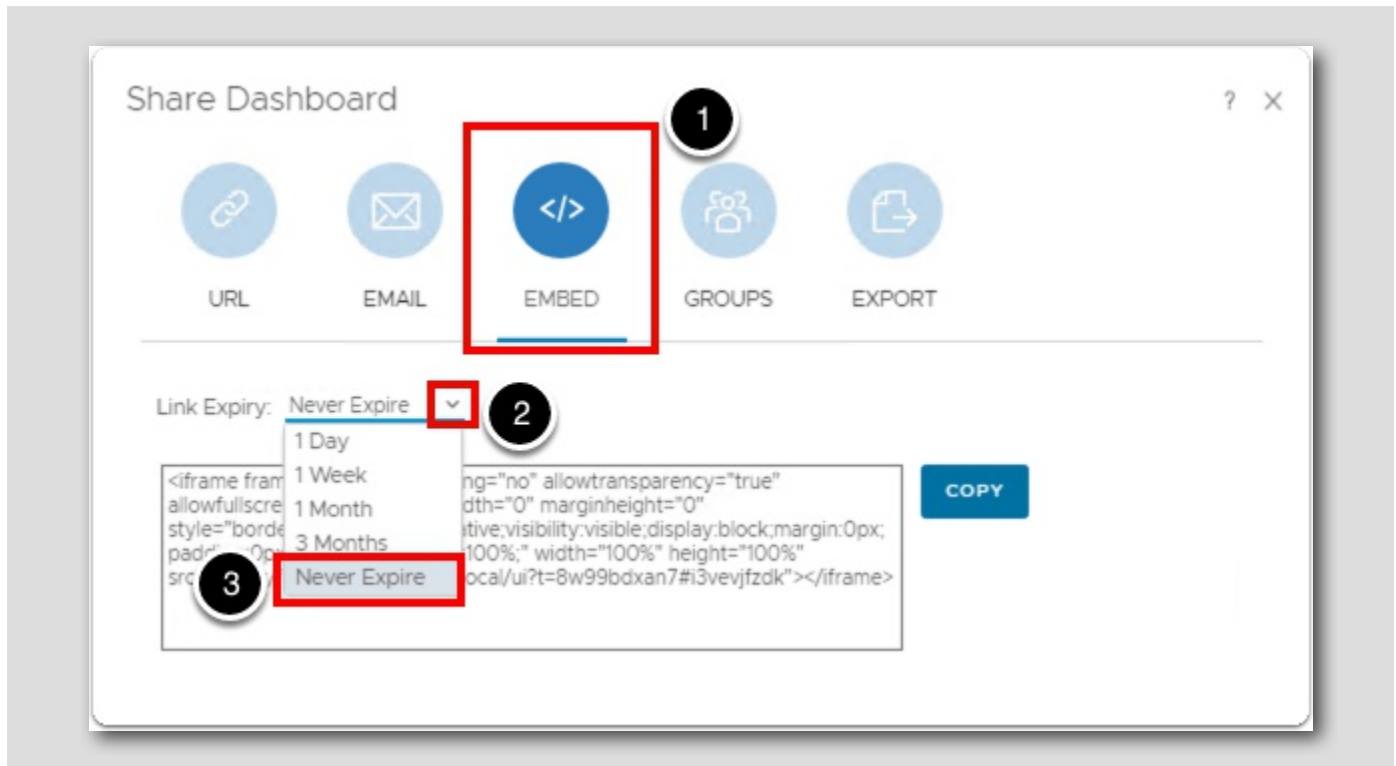 Share Dashboard
1
? ×
</>
URL EMAIL EMBED GROUPS EXPORT
Link Expiry: Never Expire
2
1 Day
1 Week
1 Month
3 Months
Never Expire
3
<iframe fram ng="no" allowtransparency="true"
allowfullscre dth="0" marginheight="0"
style="borde ative;visibility:visible;display:block;margin:0px;
=100%;" width="100%" height="100%"
ocal/ui?t=8w99bdxan7#i3vevjfzdk"></iframe>
COPY